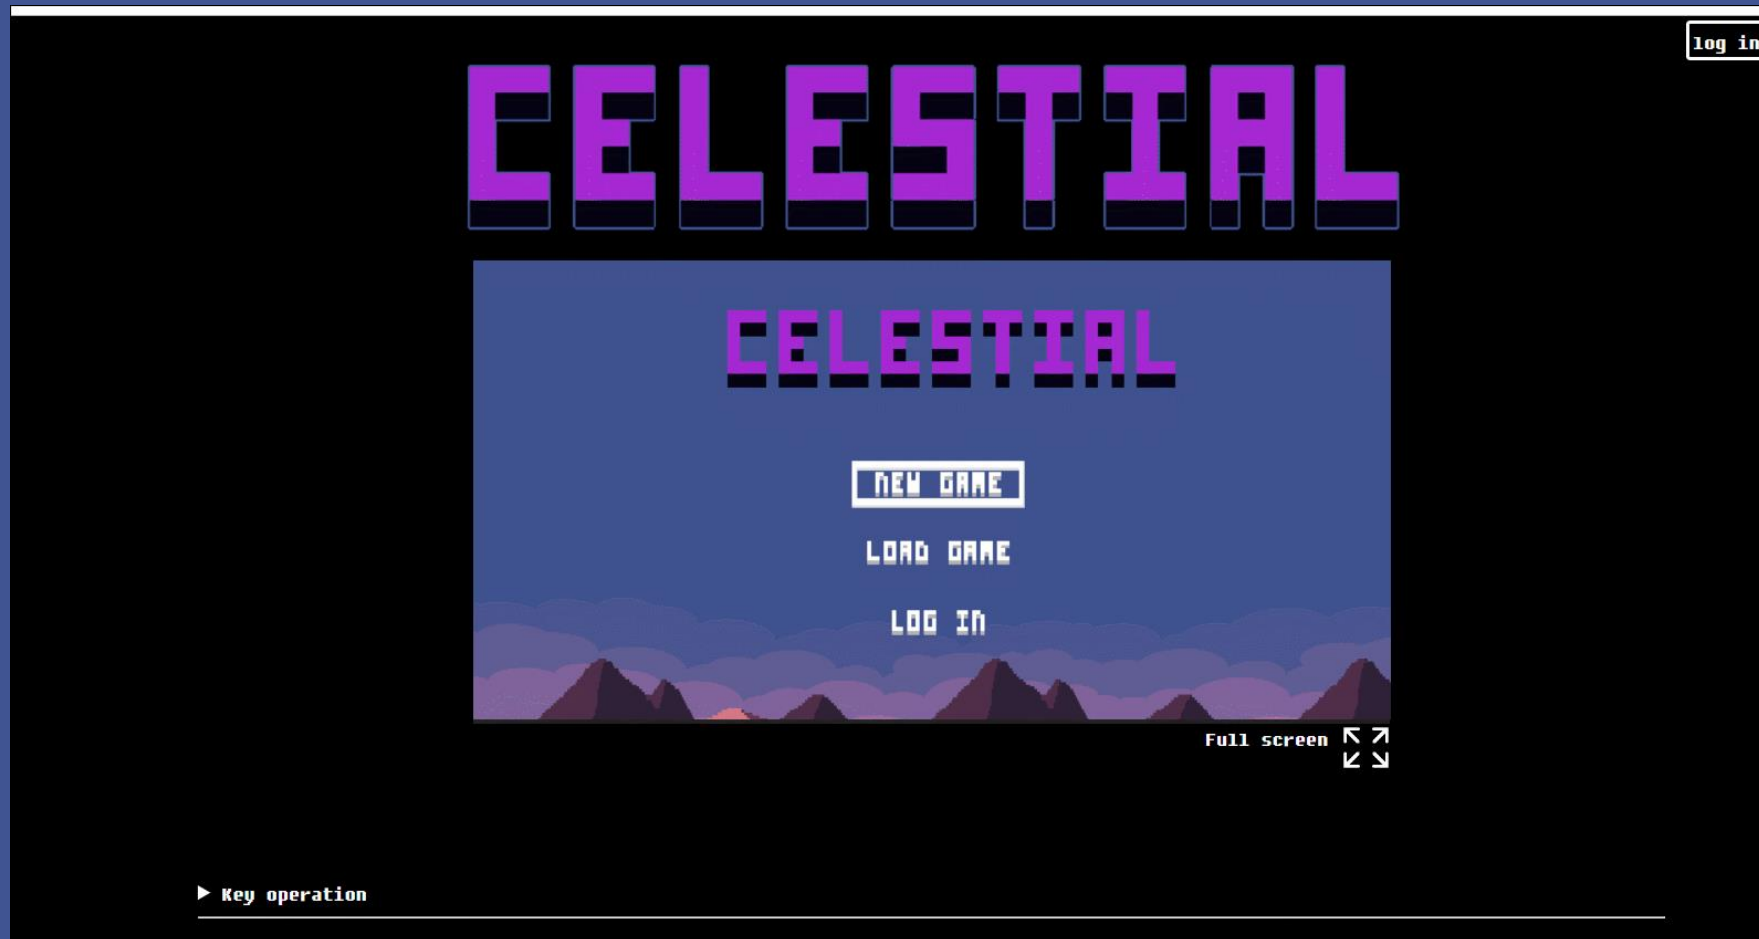 log in
CELESTIAL
CELESTIAL
NEW GAME
LOAD GAME
LOG IN
Full screen
Key operation